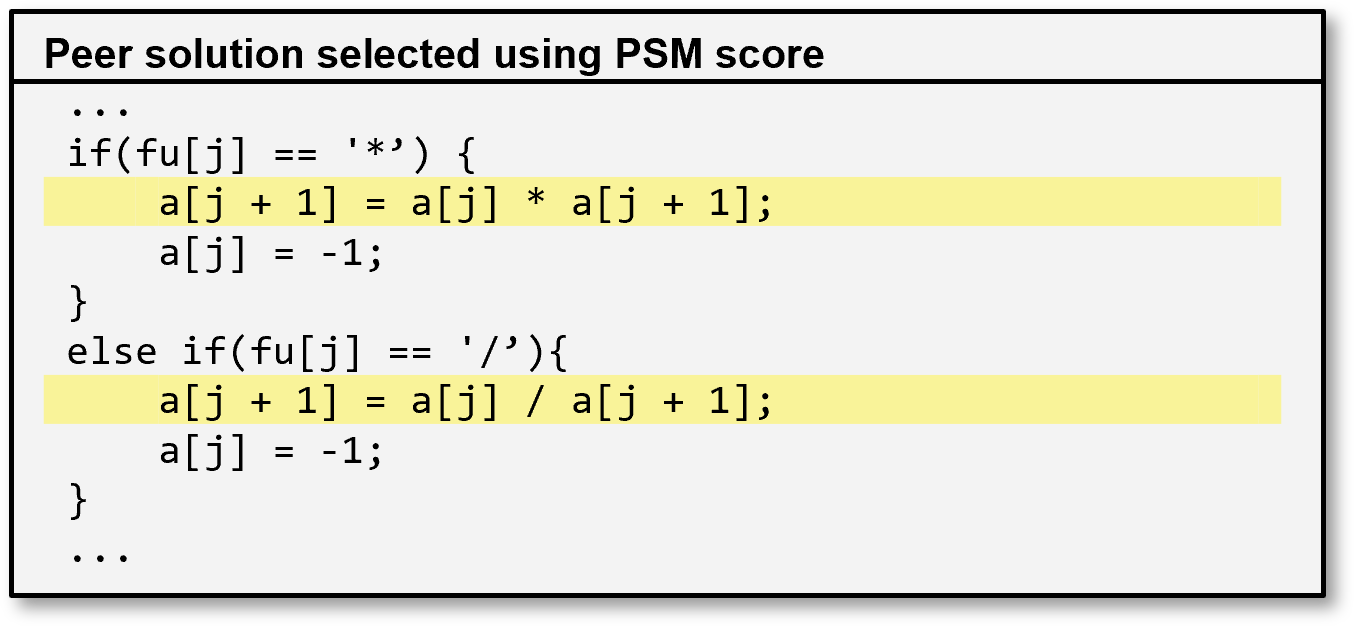 Peer solution selected using PSM score
...
if(fu[j] == '*’) {
    a[j + 1] = a[j] * a[j + 1];
    a[j] = -1;
}
else if(fu[j] == '/’){
    a[j + 1] = a[j] / a[j + 1];
    a[j] = -1;
}
...